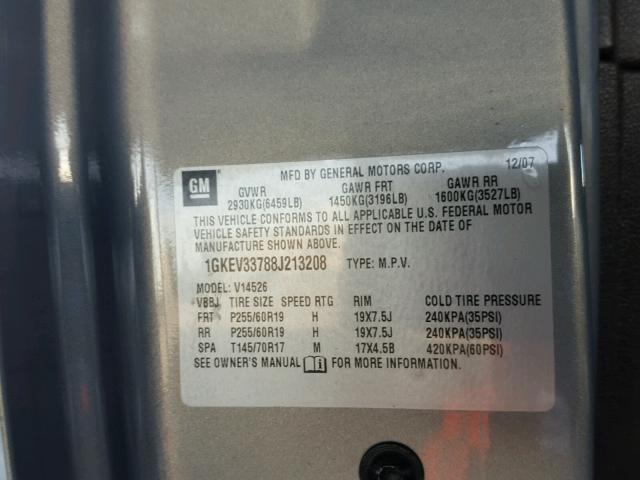 MFD BY GENERAL MOTORS CORP. 12/07
GM
GVWR GAWR FRT GAWR RR
2930KG(6459LB) 1450KG(3196LB) 1600KG(3527LB)
THIS VEHICLE CONFORMS TO ALL APPLICABLE U.S. FEDERAL MOTOR
VEHICLE SAFETY STANDARDS IN EFFECT ON THE DATE OF
MANUFACTURE SHOWN ABOVE.
1GKEV33788J213208 TYPE: M.P.V.
MODEL: V14526
VBBJ TIRE SIZE SPEED RTG RIM COLD TIRE PRESSURE
FRT P255/60R19 H 19X7.5J 240KPA(35PSI)
RR P255/60R19 H 19X7.5J 240KPA(35PSI)
SPA T145/70R17 M 17X4.5B 420KPA(60PSI)
SEE OWNER'S MANUAL FOR MORE INFORMATION.